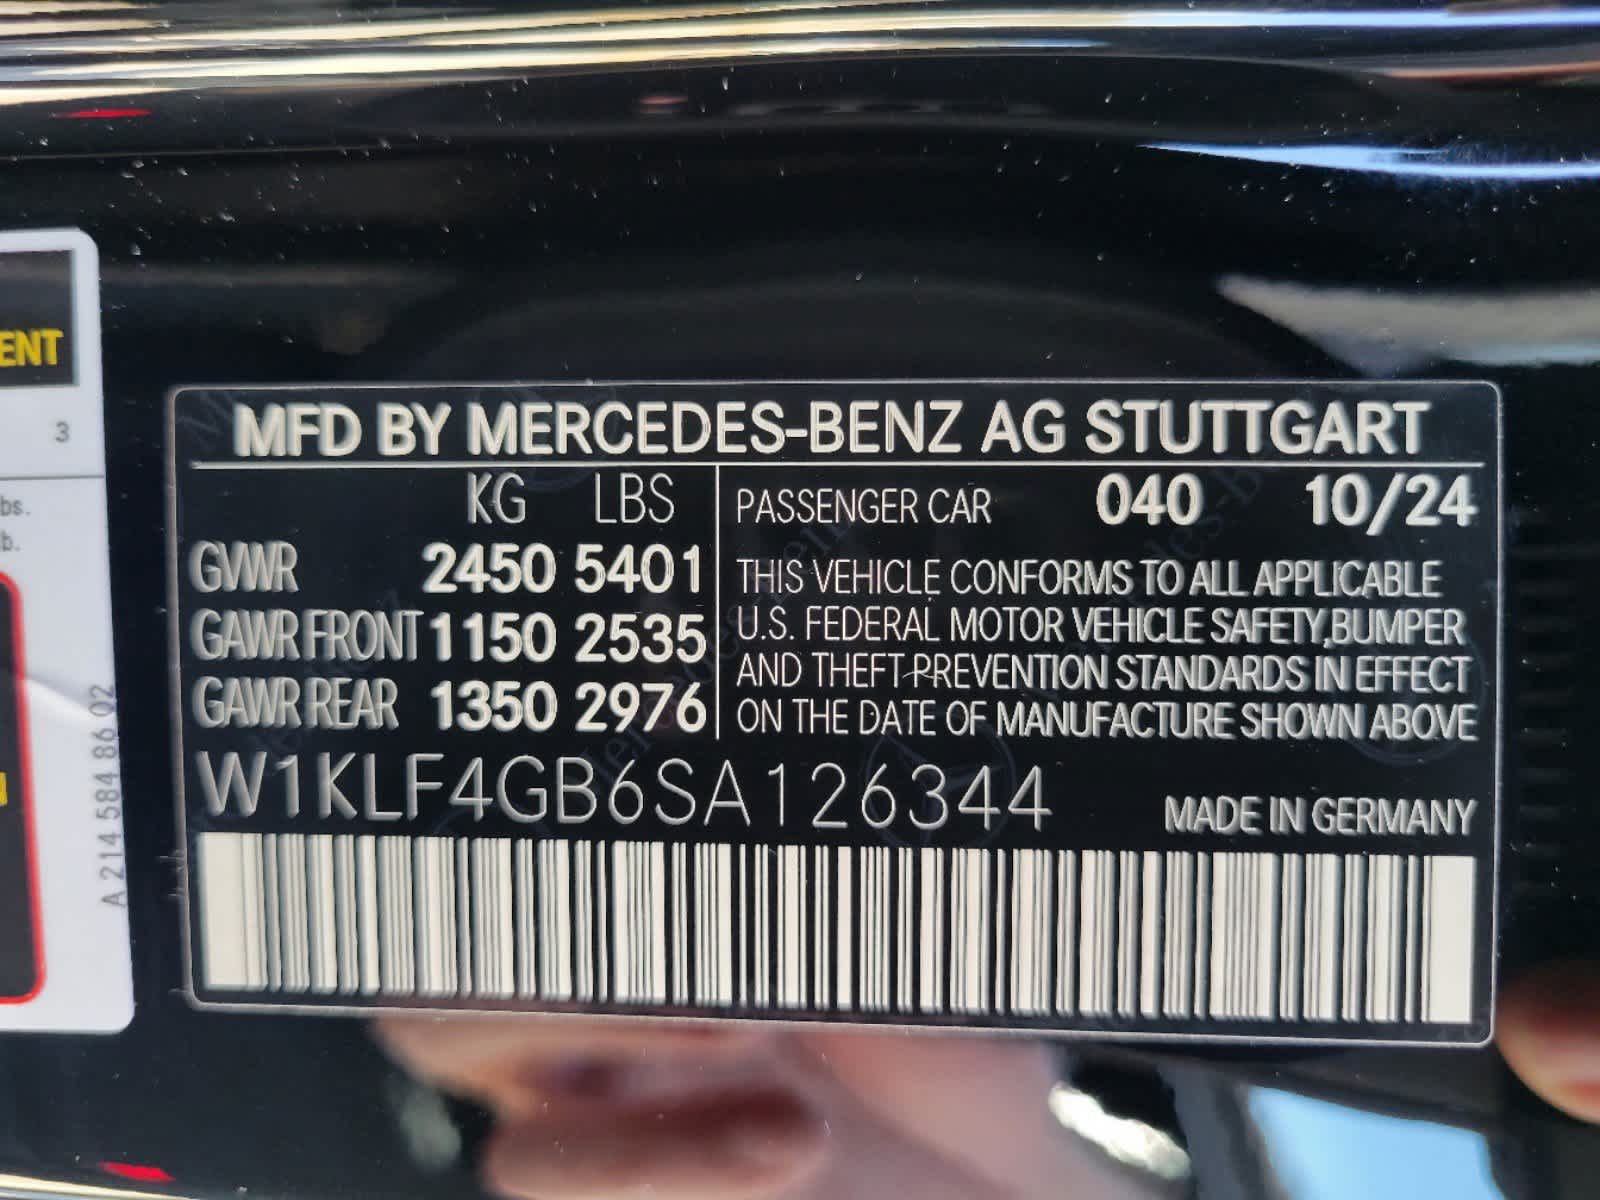 ENT
3
bs.
b.
A 214 584 86 02
MFD BY MERCEDES-BENZ AG STUTTGART
KG LBS
GVWR 2450 5401
GAWR FRONT 1150 2535
GAWR REAR 1350 2976
PASSENGER CAR 040 10/24
THIS VEHICLE CONFORMS TO ALL APPLICABLE
U.S. FEDERAL MOTOR VEHICLE SAFETY,BUMPER
AND THEFT PREVENTION STANDARDS IN EFFECT
ON THE DATE OF MANUFACTURE SHOWN ABOVE
W1KLF4GB6SA126344
MADE IN GERMANY